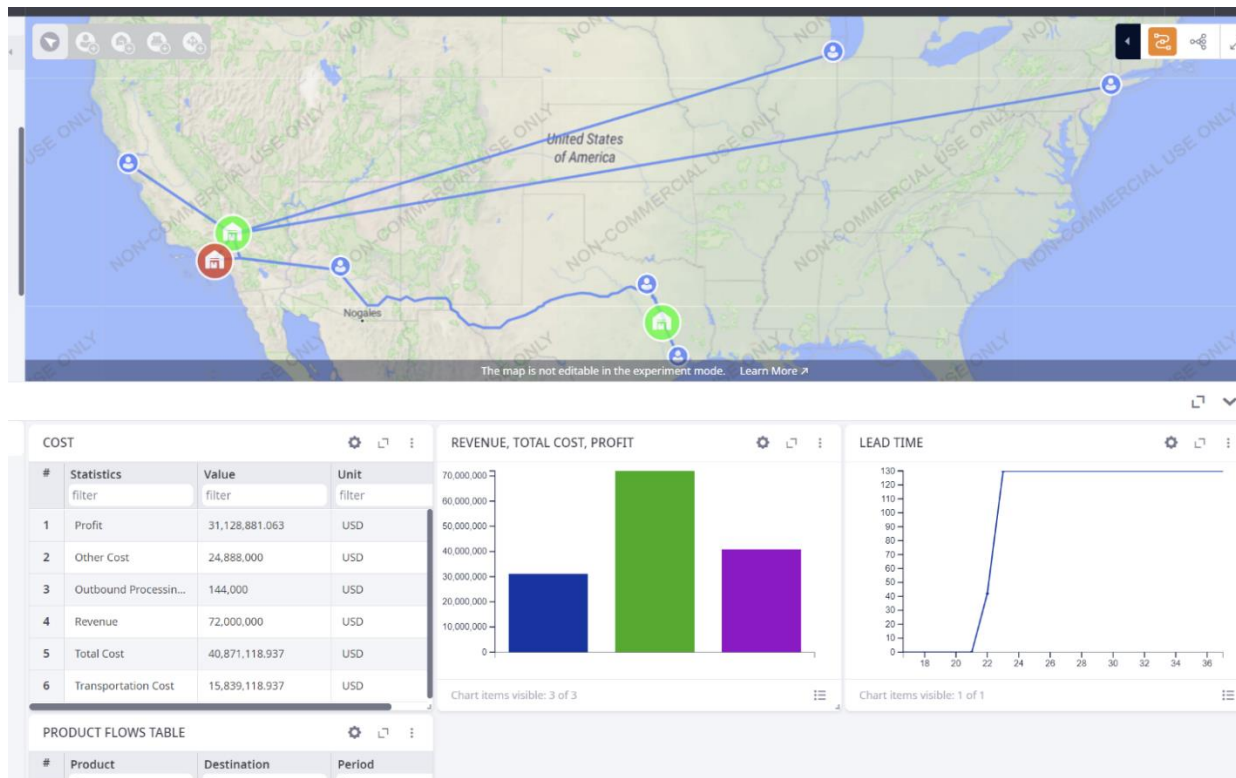 NON-COMMERCIAL USE ONLY
United States
of America
Nogales
The map is not editable in the experiment mode. Learn More ↗
COST
# Statistics Value Unit
filter filter filter
1 Profit 31,128,881.063 USD
2 Other Cost 24,888,000 USD
3 Outbound Processin... 144,000 USD
4 Revenue 72,000,000 USD
5 Total Cost 40,871,118.937 USD
6 Transportation Cost 15,839,118.937 USD
REVENUE, TOTAL COST, PROFIT
70,000,000
60,000,000
50,000,000
40,000,000
30,000,000
20,000,000
10,000,000
0
Chart items visible: 3 of 3
LEAD TIME
130
120
110
100
90
80
70
60
50
40
30
20
10
0
18 20 22 24 26 28 30 32 34 36
Chart items visible: 1 of 1
PRODUCT FLOWS TABLE
# Product Destination Period